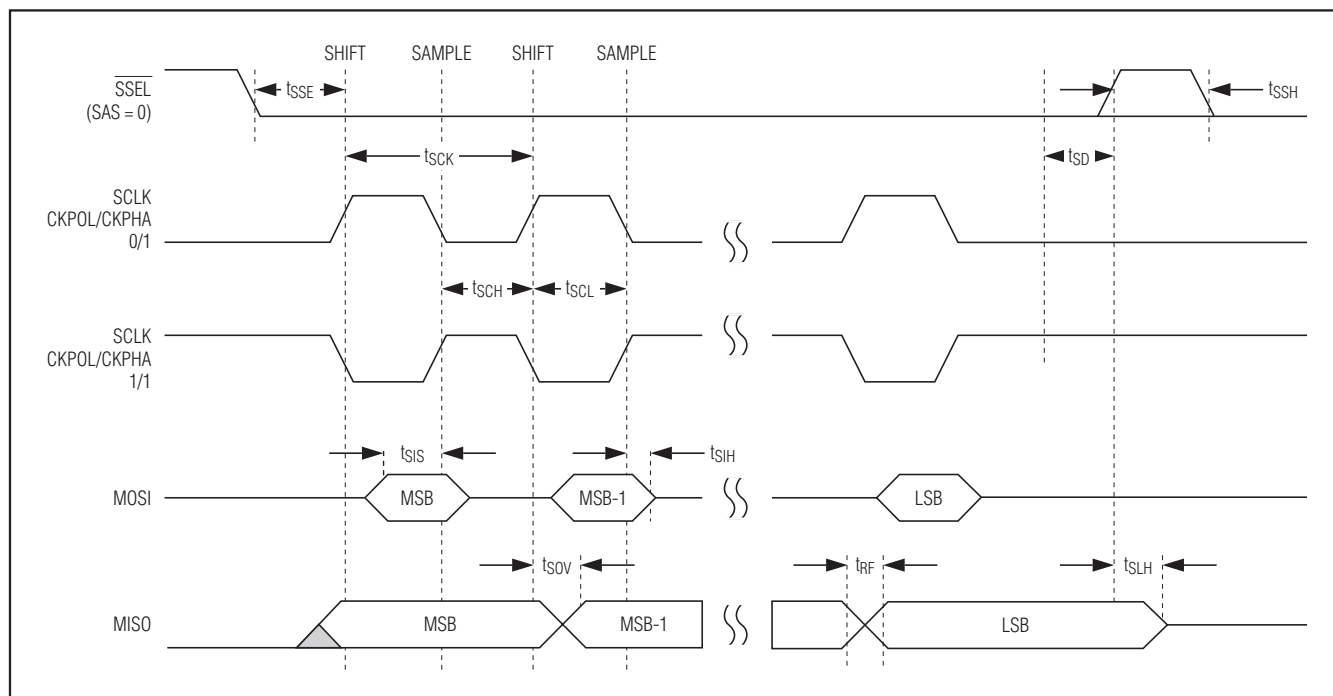 SHIFT SAMPLE SHIFT SAMPLE
SSEL
(SAS = 0)
tSSE
tSSH
tSCK
tSD
SCLK
CKPOL/CKPHA
0/1
tSCH
tSCL
SCLK
CKPOL/CKPHA
1/1
tSIS
tSIH
MOSI
MSB
MSB-1
LSB
tSOV
tRF
tSLH
MISO
MSB
MSB-1
LSB